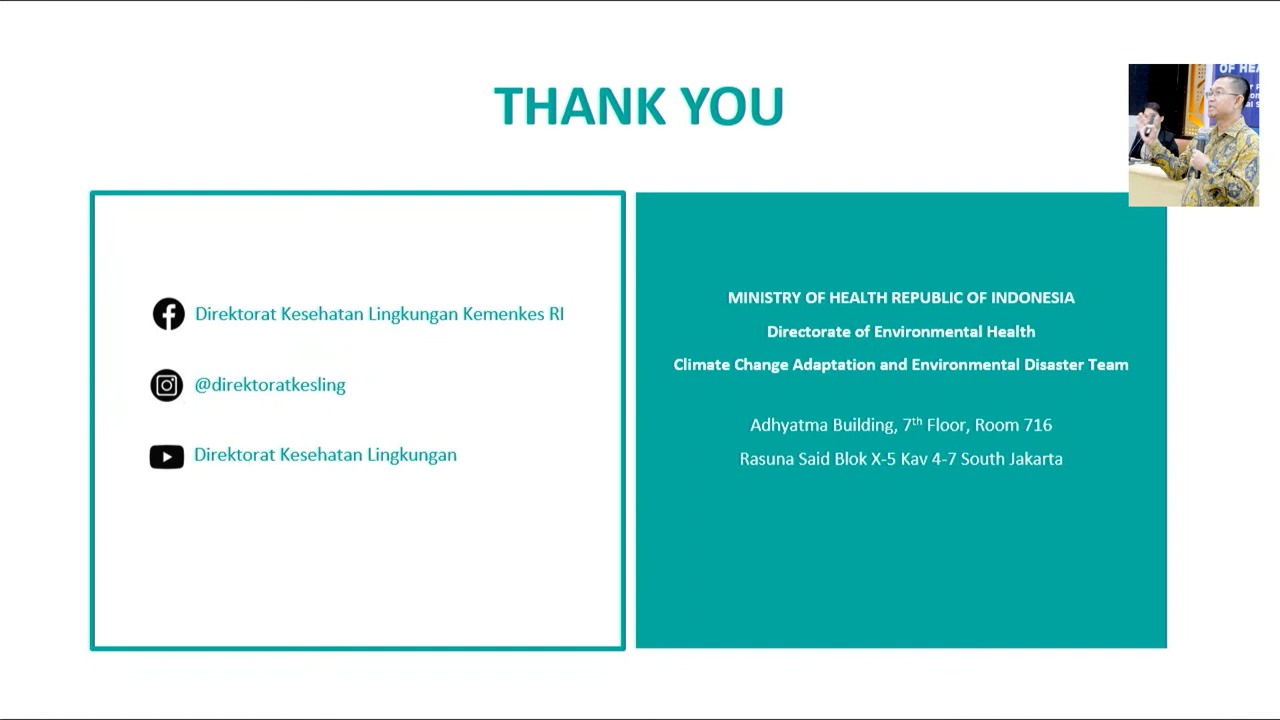 THANK YOU
Direktorat Kesehatan Lingkungan Kemenkes RI
@direktoratkesling
Direktorat Kesehatan Lingkungan
MINISTRY OF HEALTH REPUBLIC OF INDONESIA
Directorate of Environmental Health
Climate Change Adaptation and Environmental Disaster Team
Adhyatma Building, 7th Floor, Room 716
Rasuna Said Blok X-5 Kav 4-7 South Jakarta